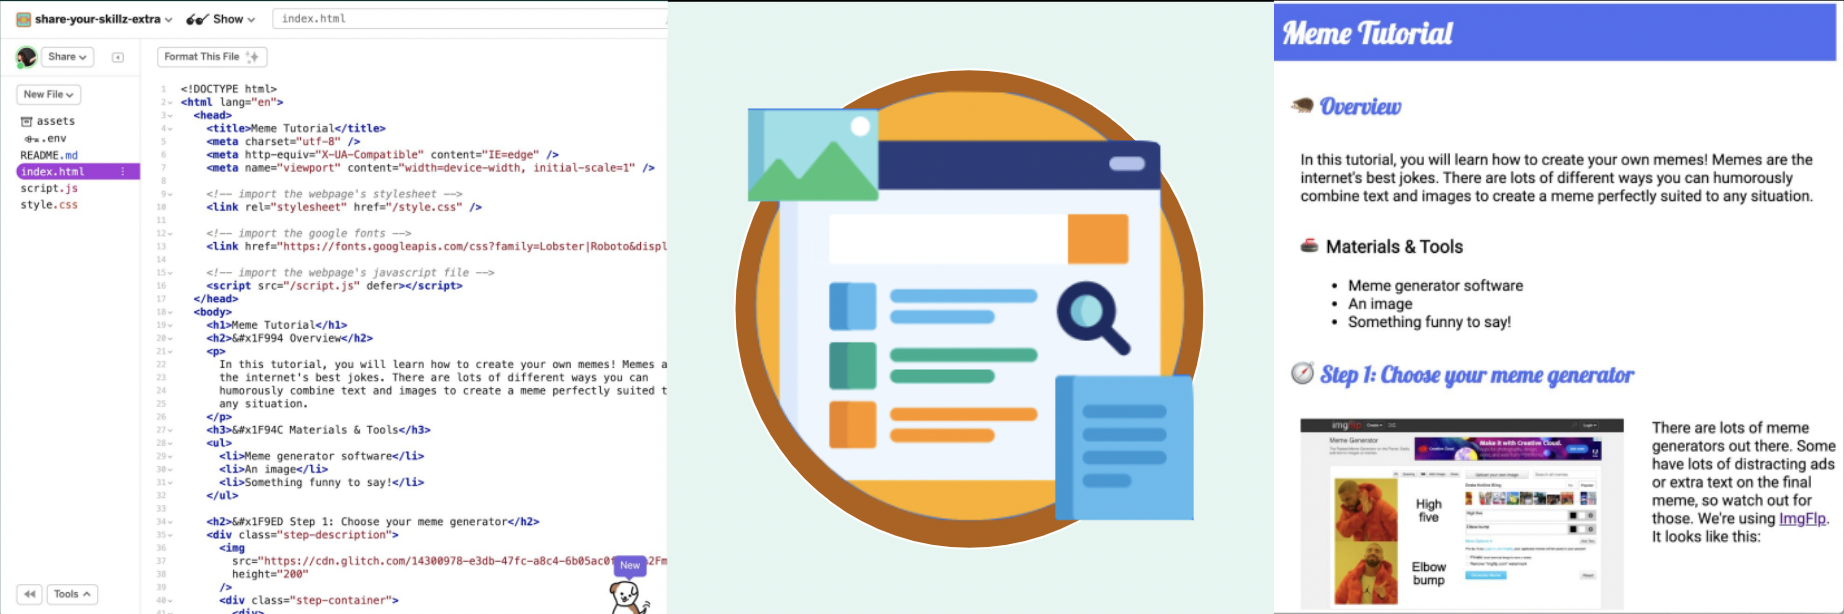 share-your-skillz-extra
Show
index.html
Share
Format This File
New File
assets
.env
README.md
index.html
script.js
style.css
Tools
1 <!DOCTYPE html>
2 <html lang="en">
3 <head>
4 <title>Meme Tutorial</title>
5 <meta charset="utf-8" />
6 <meta http-equiv="X-UA-Compatible" content="IE=edge" />
7 <meta name="viewport" content="width=device-width, initial-scale=1" />
8
9 <!-- import the webpage's stylesheet -->
10 <link rel="stylesheet" href="/style.css" />
11
12 <!-- import the google fonts -->
13 <link href="https://fonts.googleapis.com/css?family=Lobster|Roboto&displ
14
15 <!-- import the webpage's javascript file -->
16 <script src="/script.js" defer></script>
17 </head>
18 <body>
19 <h1>Meme Tutorial</h1>
20 <h2>&#x1F994 Overview</h2>
21 <p>
22 In this tutorial, you will learn how to create your own memes! Memes a
23 the internet's best jokes. There are lots of different ways you can
24 humorously combine text and images to create a meme perfectly suited t
25 any situation.
26 </p>
27 <h3>&#x1F94C Materials & Tools</h3>
28 <ul>
29 <li>Meme generator software</li>
30 <li>An image</li>
31 <li>Something funny to say!</li>
32 </ul>
33
34 <h2>&#x1F9ED Step 1: Choose your meme generator</h2>
35 <div class="step-description">
36 <img
37 src="https://cdn.glitch.com/14300978-e3db-47fc-a8c4-6b05ac0
38 height="200"
39 />
40 <div class="step-container">
41 <div>
New
Meme Tutorial
Overview
In this tutorial, you will learn how to create your own memes! Memes are the
internet's best jokes. There are lots of different ways you can humorously
combine text and images to create a meme perfectly suited to any situation.
Materials & Tools
• Meme generator software
• An image
• Something funny to say!
Step 1: Choose your meme generator
imgflip
Meme Generator
Make it with Creative Cloud.
High
five
Elbow
bump
There are lots of meme
generators out there. Some
have lots of distracting ads
or extra text on the final
meme, so watch out for
those. We're using ImgFlp.
It looks like this: